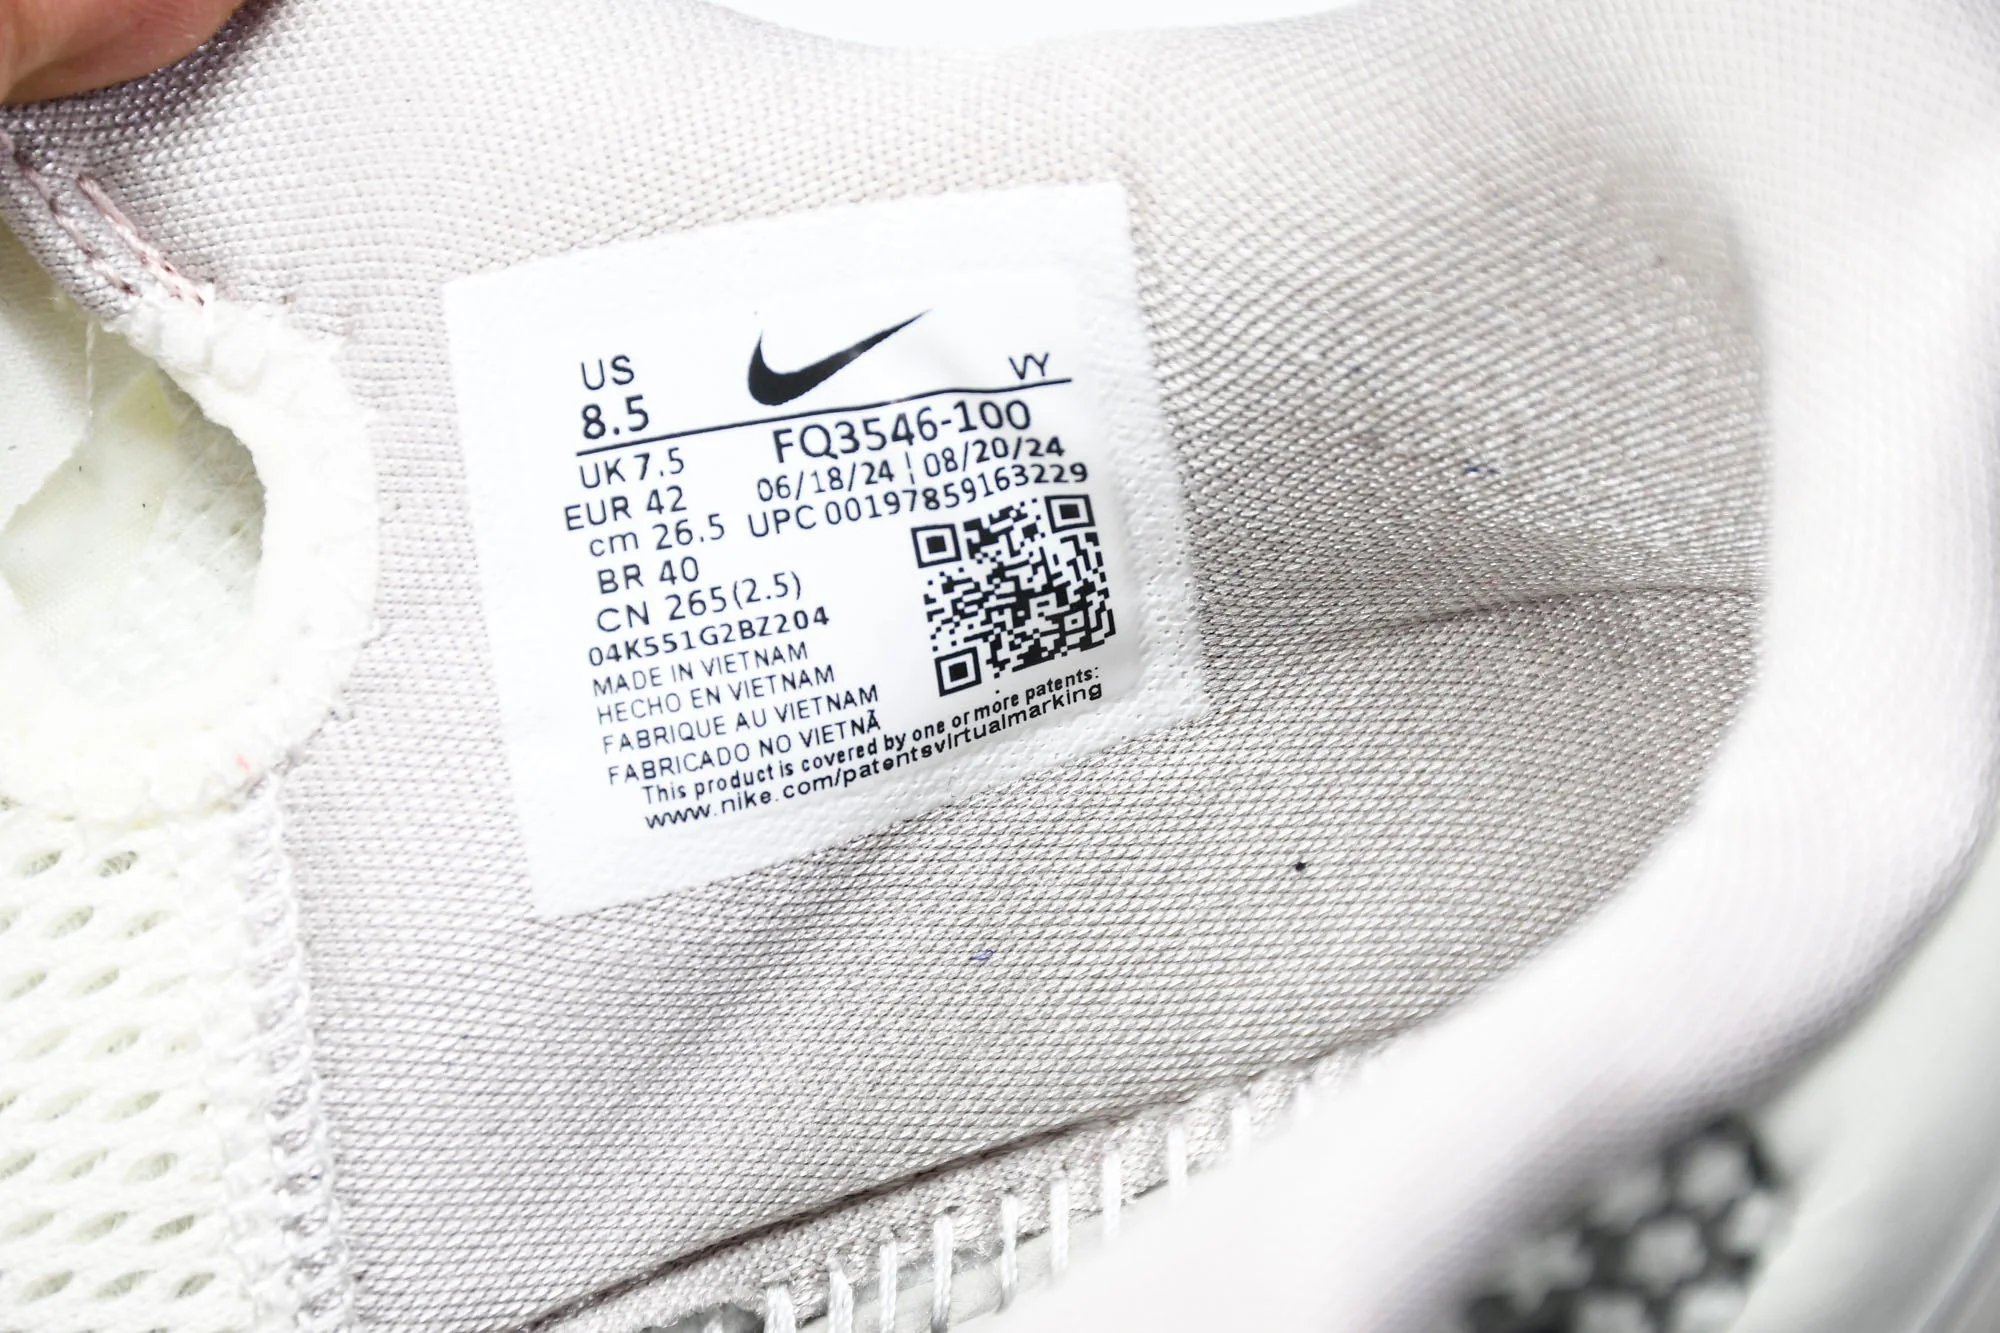 US
8.5
VY
FQ3546-100
UK 7.5
06/18/24 | 08/20/24
EUR 42
UPC 00197859163229
cm 26.5
BR 40
CN 265(2.5)
04K551G2BZ204
MADE IN VIETNAM
HECHO EN VIETNAM
FABRIQUE AU VIETNAM
FABRICADO NO VIETNÃ
This product is covered by one or more patents:
www.nike.com/patentsvirtualmarking